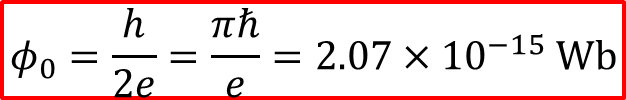 ϕ₀ = h/2e = πħ/e = 2.07 × 10⁻¹⁵ Wb